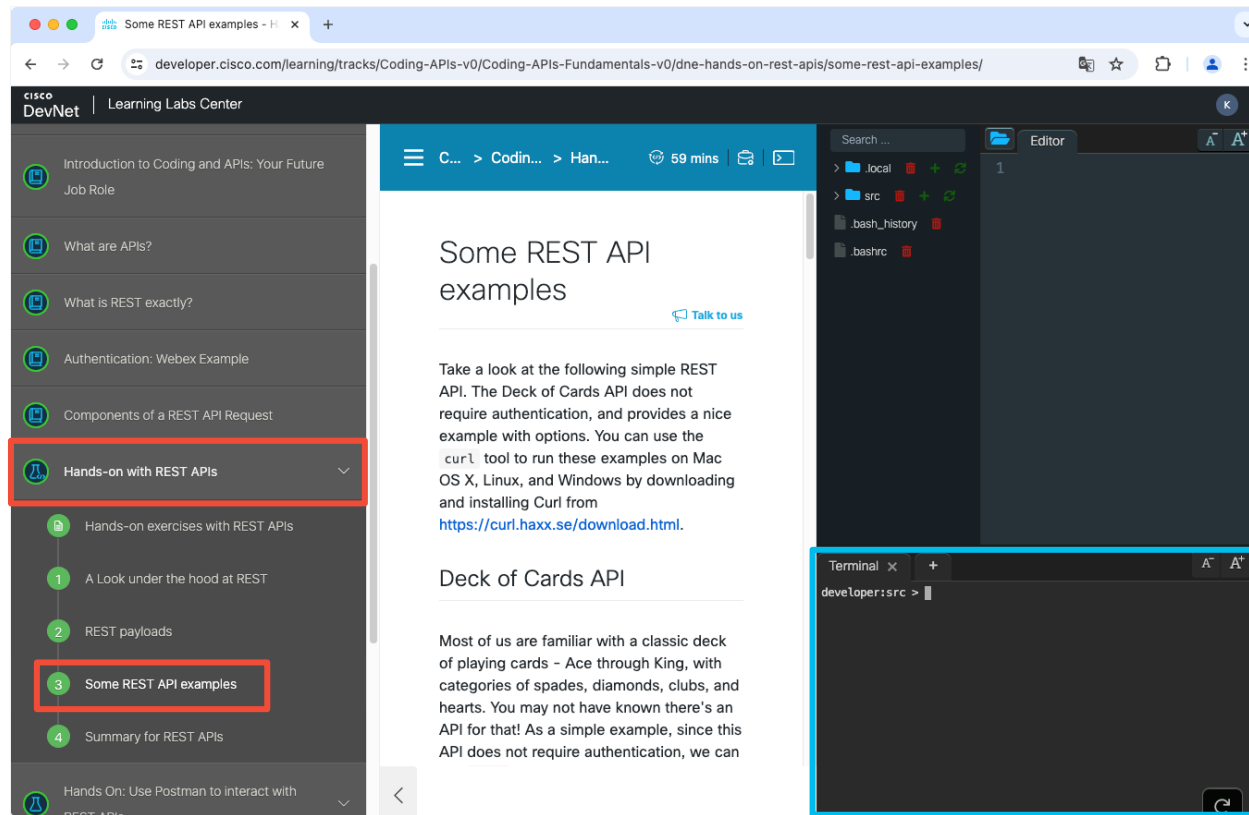 Some REST API examples - H
developer.cisco.com/learning/tracks/Coding-APIs-v0/Coding-APIs-Fundamentals-v0/dne-hands-on-rest-apis/some-rest-api-examples/
CISCO
DevNet
Learning Labs Center
K
Introduction to Coding and APIs: Your Future
Job Role
What are APIs?
What is REST exactly?
Authentication: Webex Example
Components of a REST API Request
Hands-on with REST APIs
Hands-on exercises with REST APIs
1 A Look under the hood at REST
2 REST payloads
3 Some REST API examples
4 Summary for REST APIs
Hands On: Use Postman to interact with
REST APIs
C... > Codin... > Han... 59 mins
Some REST API
examples
Talk to us
Take a look at the following simple REST
API. The Deck of Cards API does not
require authentication, and provides a nice
example with options. You can use the
curl tool to run these examples on Mac
OS X, Linux, and Windows by downloading
and installing Curl from
https://curl.haxx.se/download.html.
Deck of Cards API
Most of us are familiar with a classic deck
of playing cards - Ace through King, with
categories of spades, diamonds, clubs, and
hearts. You may not have known there's an
API for that! As a simple example, since this
API does not require authentication, we can
Search ...
.local
src
.bash_history
.bashrc
Editor
A- A+
1
Terminal
A- A+
developer:src >